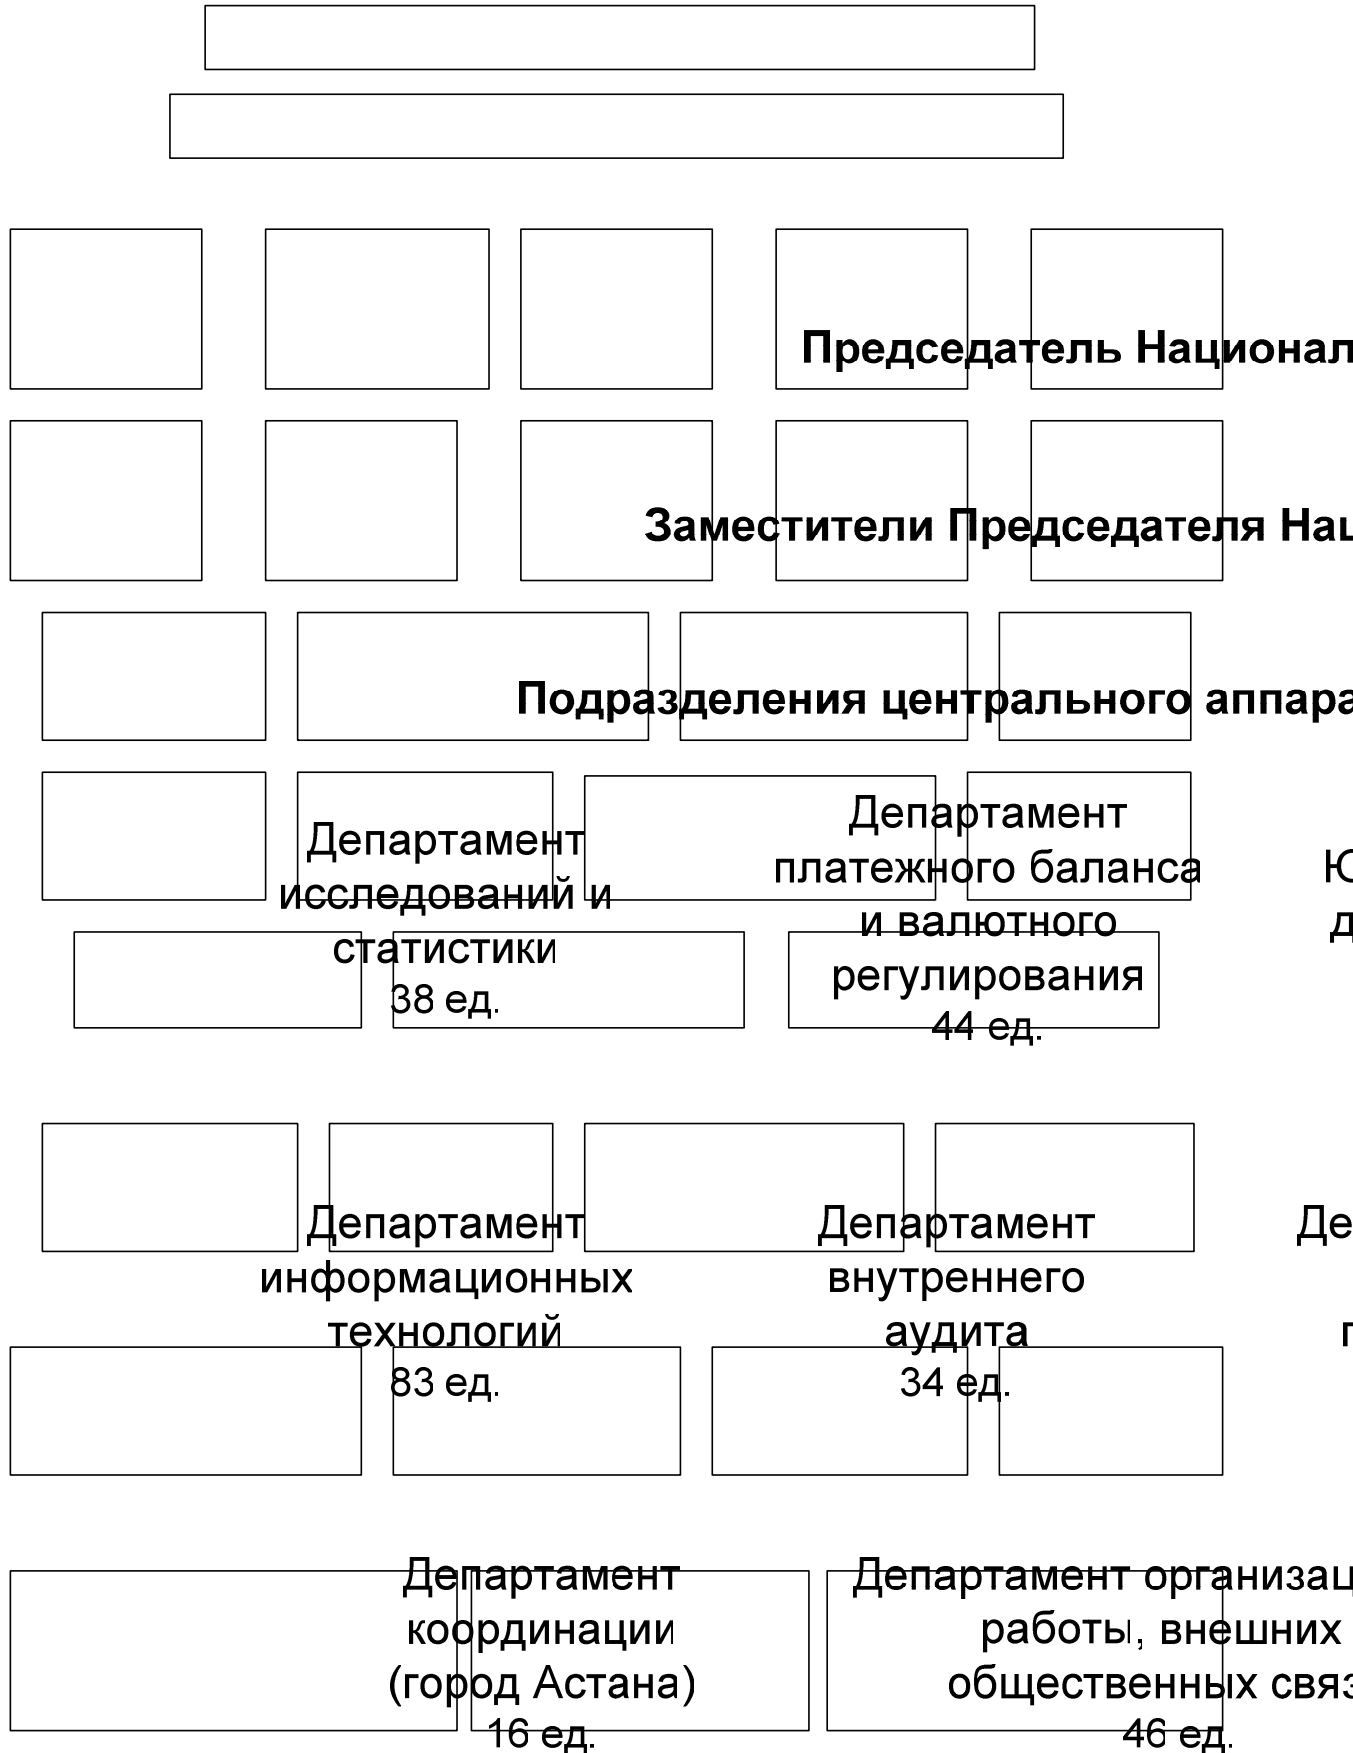 Председатель Национал
Заместители Председателя Нац
Подразделения центрального аппара
Департамент
исследований и
статистики
38 ед.
Департамент
платежного баланса
и валютного
регулирования
44 ед.
Департамент
информационных
технологий
83 ед.
Департамент
внутреннего
аудита
34 ед.
Де
Департамент
координации
(город Астана)
16 ед.
Департамент организац
работы, внешних
общественных связ
46 ед.